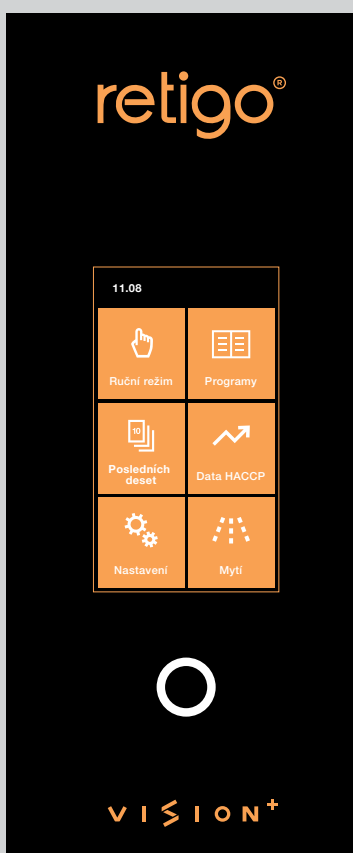 retigo®
11.08
Ruční režim
Programy
10
Posledních
deset
Data HACCP
Nastavení
Mytí
VISION+